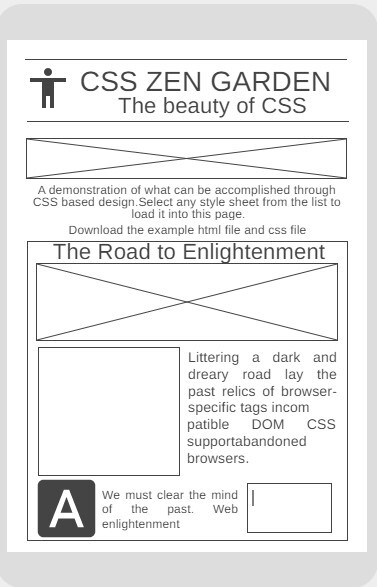 CSS ZEN GARDEN
The beauty of CSS
A demonstration of what can be accomplished through
CSS based design.Select any style sheet from the list to
load it into this page.
Download the example html file and css file
The Road to Enlightenment
Littering a dark and
dreary road lay the
past relics of browser-
specific tags incom
patible DOM CSS
supportabandoned
browsers.
A
We must clear the mind
of the past. Web
enlightenment